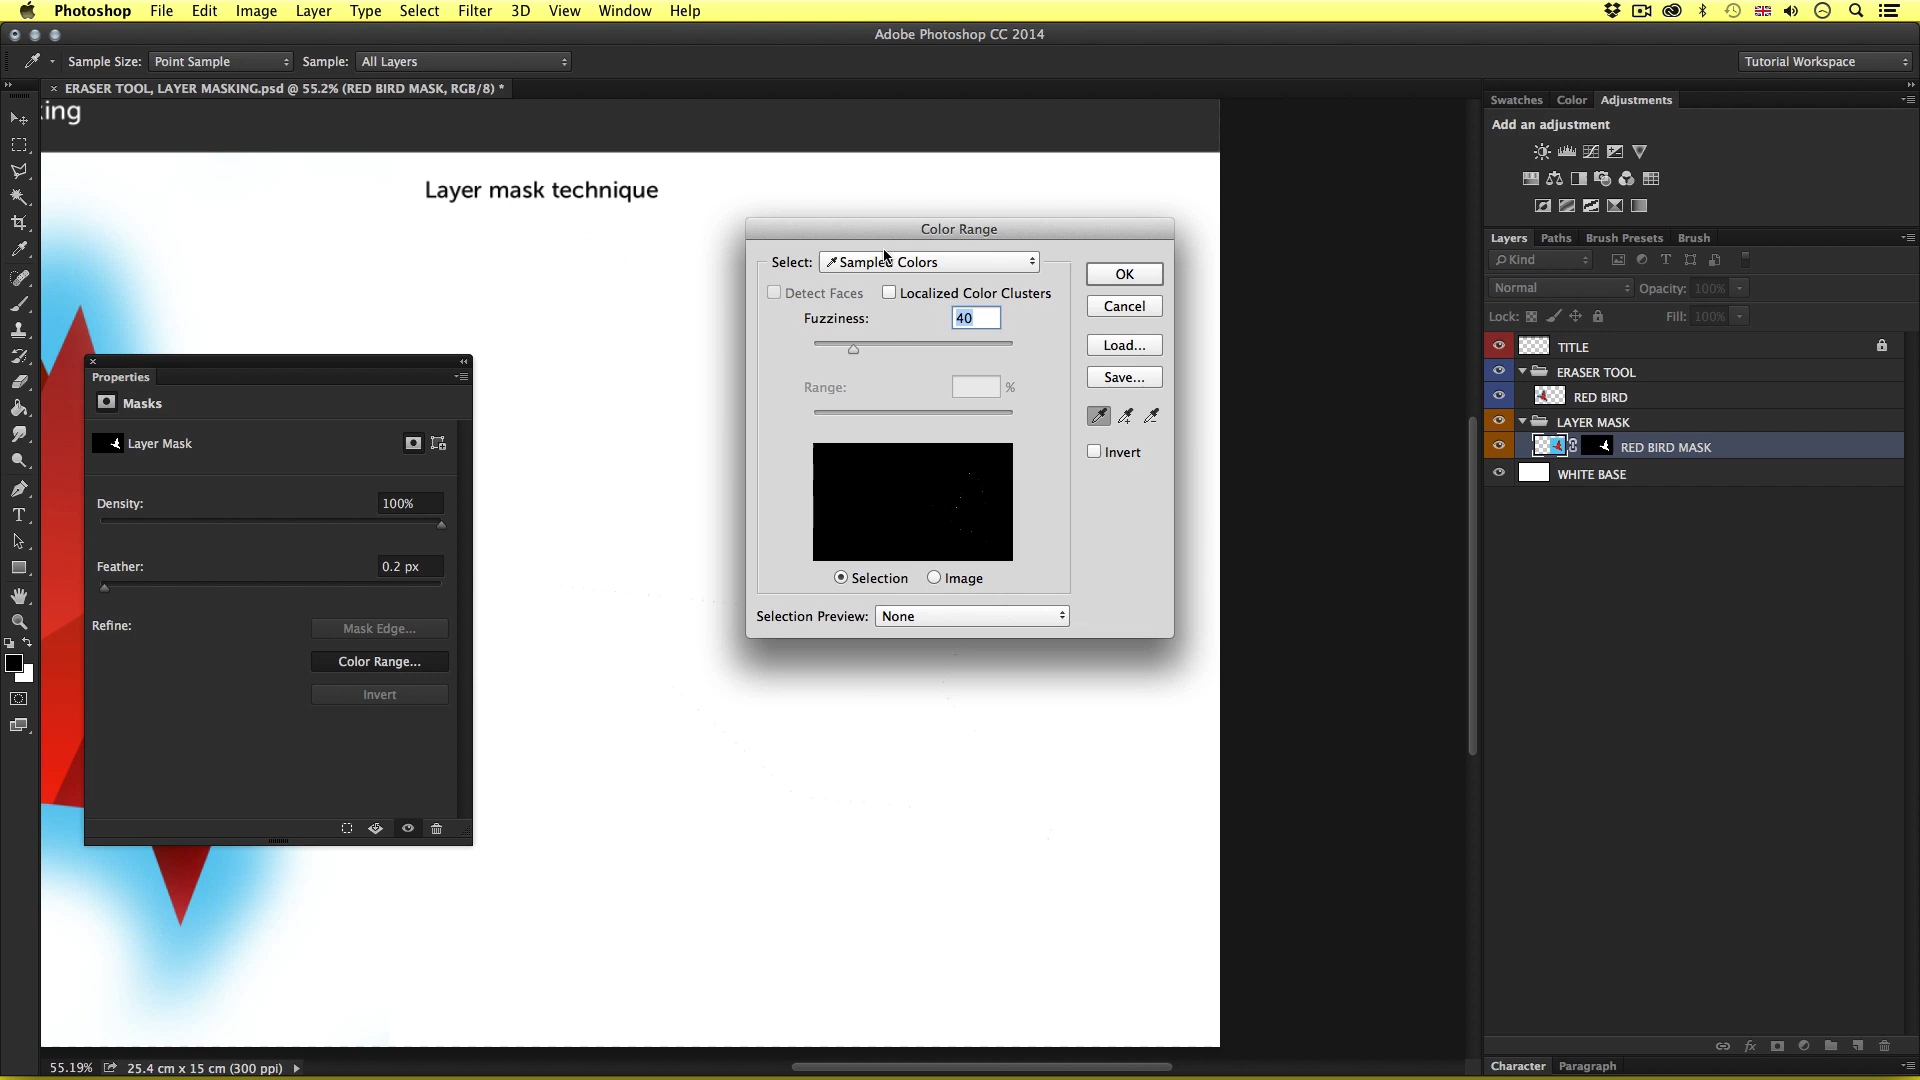 Photoshop File Edit Image Layer Type Select Filter 3D View Window Help
Adobe Photoshop CC 2014
Sample Size: Point Sample Sample: All Layers Tutorial Workspace
× ERASER TOOL, LAYER MASKING.psd @ 55.2% (RED BIRD MASK, RGB/8) *
king
Layer mask technique
Properties
Masks
Layer Mask
Density: 100%
Feather: 0.2 px
Refine:
Mask Edge...
Color Range...
Invert
Color Range
Select: Sampled Colors
Detect Faces Localized Color Clusters
Fuzziness: 40
Range: %
Selection Image
Selection Preview: None
OK
Cancel
Load...
Save...
Invert
Swatches Color Adjustments
Add an adjustment
Layers Paths Brush Presets Brush
Kind
Normal Opacity: 100%
Lock: Fill: 100%
TITLE
ERASER TOOL
RED BIRD
LAYER MASK
RED BIRD MASK
WHITE BASE
fx
Character Paragraph
55.19% 25.4 cm x 15 cm (300 ppi)